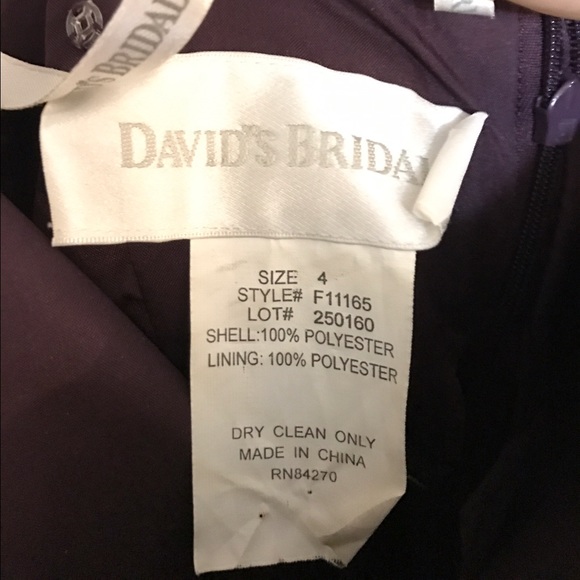 'S BRIDAL
DAVID'S BRIDAL
SIZE 4
STYLE# F11165
LOT# 250160
SHELL:100% POLYESTER
LINING: 100% POLYESTER
DRY CLEAN ONLY
MADE IN CHINA
RN84270